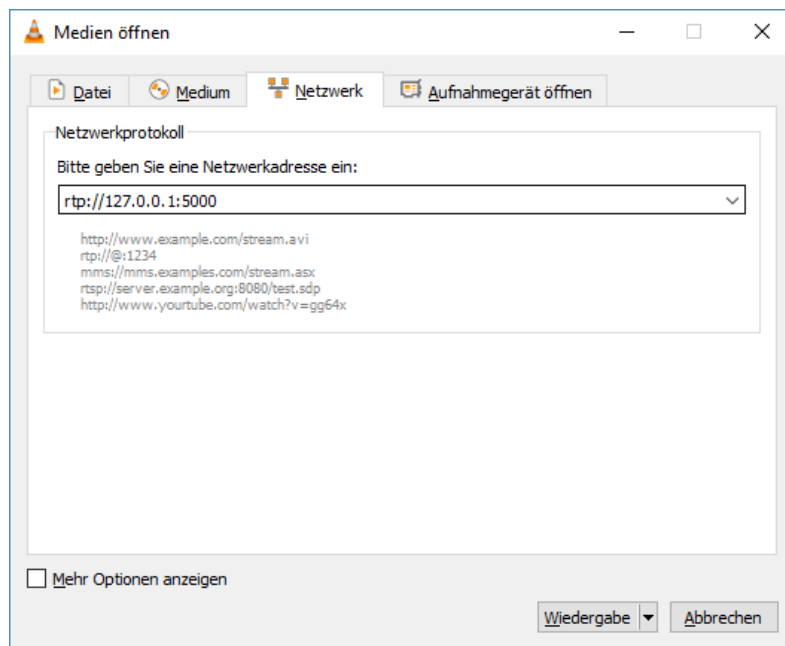 Medien öffnen
Datei
Medium
Netzwerk
Aufnahmegerät öffnen
Netzwerkprotokoll
Bitte geben Sie eine Netzwerkadresse ein:
rtp://127.0.0.1:5000
http://www.example.com/stream.avi
rtp://@:1234
mms://mms.examples.com/stream.asx
rtsp://server.example.org:8080/test.sdp
http://www.yourtube.com/watch?v=gg64x
Mehr Optionen anzeigen
Wiedergabe
Abbrechen